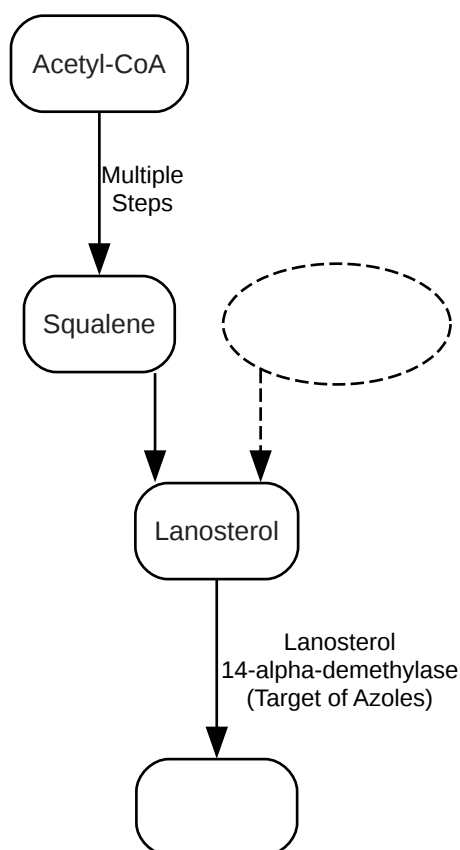 Acetyl-CoA
Multiple
Steps
Squalene
Lanosterol
Lanosterol
14-alpha-demethylase
(Target of Azoles)